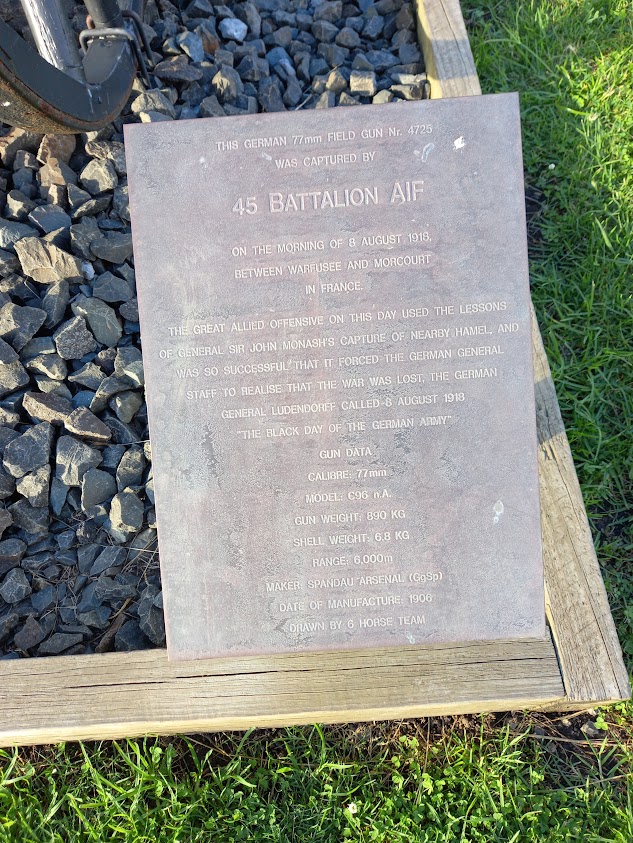 THIS GERMAN 77mm FIELD GUN Nr. 4725
WAS CAPTURED BY
45 BATTALION AIF
ON THE MORNING OF 8 AUGUST 1918,
BETWEEN WARFUSEE AND MORCOURT
IN FRANCE.
THE GREAT ALLIED OFFENSIVE ON THIS DAY USED THE LESSONS
OF GENERAL SIR JOHN MONASH'S CAPTURE OF NEARBY HAMEL, AND
WAS SO SUCCESSFUL THAT IT FORCED THE GERMAN GENERAL
STAFF TO REALISE THAT THE WAR WAS LOST, THE GERMAN
GENERAL LUDENDORFF CALLED 8 AUGUST 1918
"THE BLACK DAY OF THE GERMAN ARMY"
GUN DATA
CALIBRE: 77mm
MODEL: C96 n.A.
GUN WEIGHT: 890 KG
SHELL WEIGHT: 6.8 KG
RANGE: 6,000m
MAKER: SPANDAU ARSENAL (CgSp)
DATE OF MANUFACTURE: 1906
DRAWN BY 6 HORSE TEAM